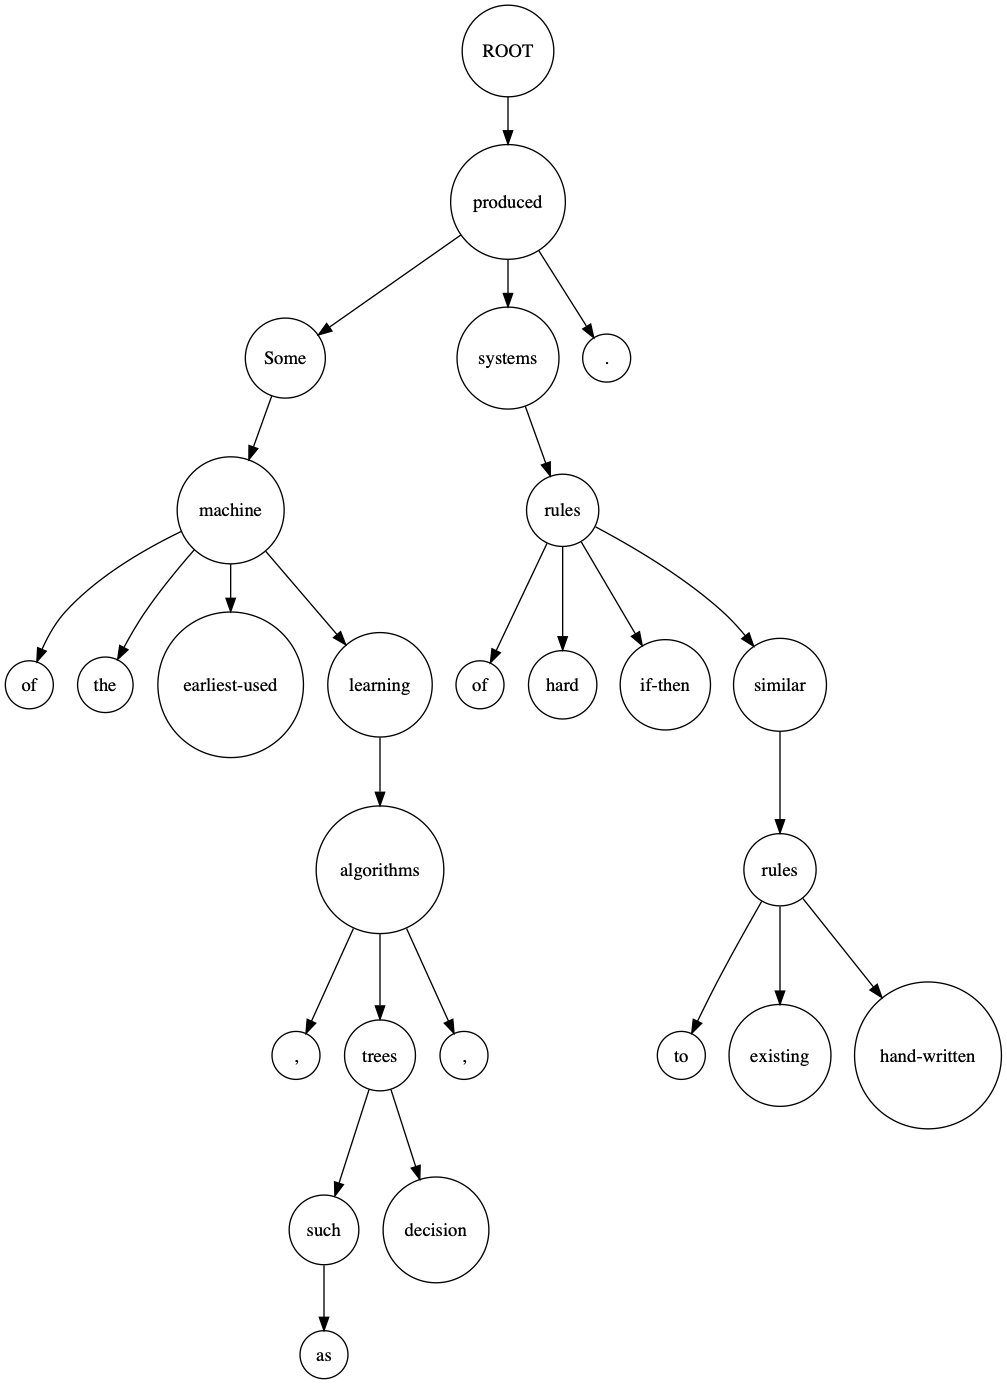 ROOT
produced
Some
systems
.
machine
rules
of
the
earliest-used
learning
of
hard
if-then
similar
algorithms
rules
,
trees
,
to
existing
hand-written
such
decision
as